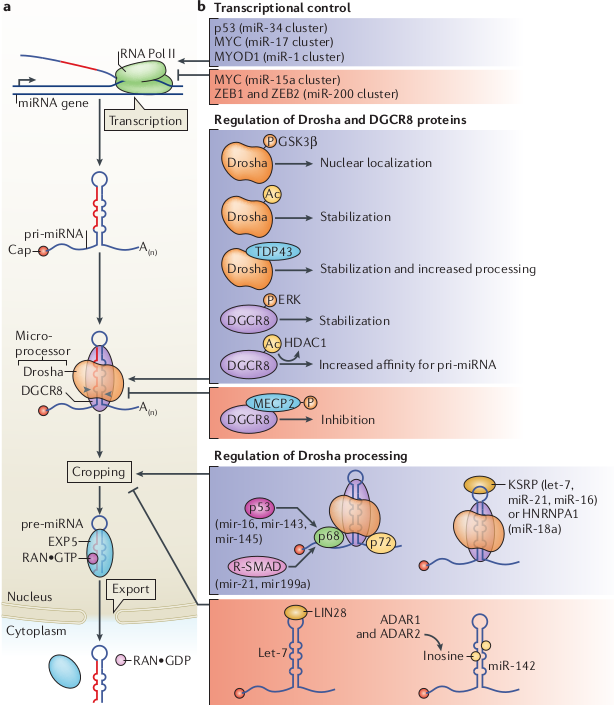 a
RNA Pol II
miRNA gene
Transcription
pri-miRNA
Cap
A(n)
Micro-
processor
Drosha
DGCR8
A(n)
Cropping
pre-miRNA
EXP5
RAN•GTP
Export
Nucleus
Cytoplasm
RAN•GDP
b Transcriptional control
p53 (miR-34 cluster)
MYC (miR-17 cluster)
MYOD1 (miR-1 cluster)
MYC (miR-15a cluster)
ZEB1 and ZEB2 (miR-200 cluster)
Regulation of Drosha and DGCR8 proteins
P GSK3β
Drosha
Nuclear localization
Ac
Drosha
Stabilization
TDP43
Drosha
Stabilization and increased processing
P ERK
DGCR8
Stabilization
Ac HDAC1
DGCR8
Increased affinity for pri-miRNA
MECP2 P
DGCR8
Inhibition
Regulation of Drosha processing
p53
(mir-16, mir-143,
mir-145)
R-SMAD
(mir-21, mir199a)
p68
p72
KSRP (let-7,
miR-21, miR-16)
or HNRNPA1
(miR-18a)
LIN28
Let-7
ADAR1
and ADAR2
Inosine
miR-142